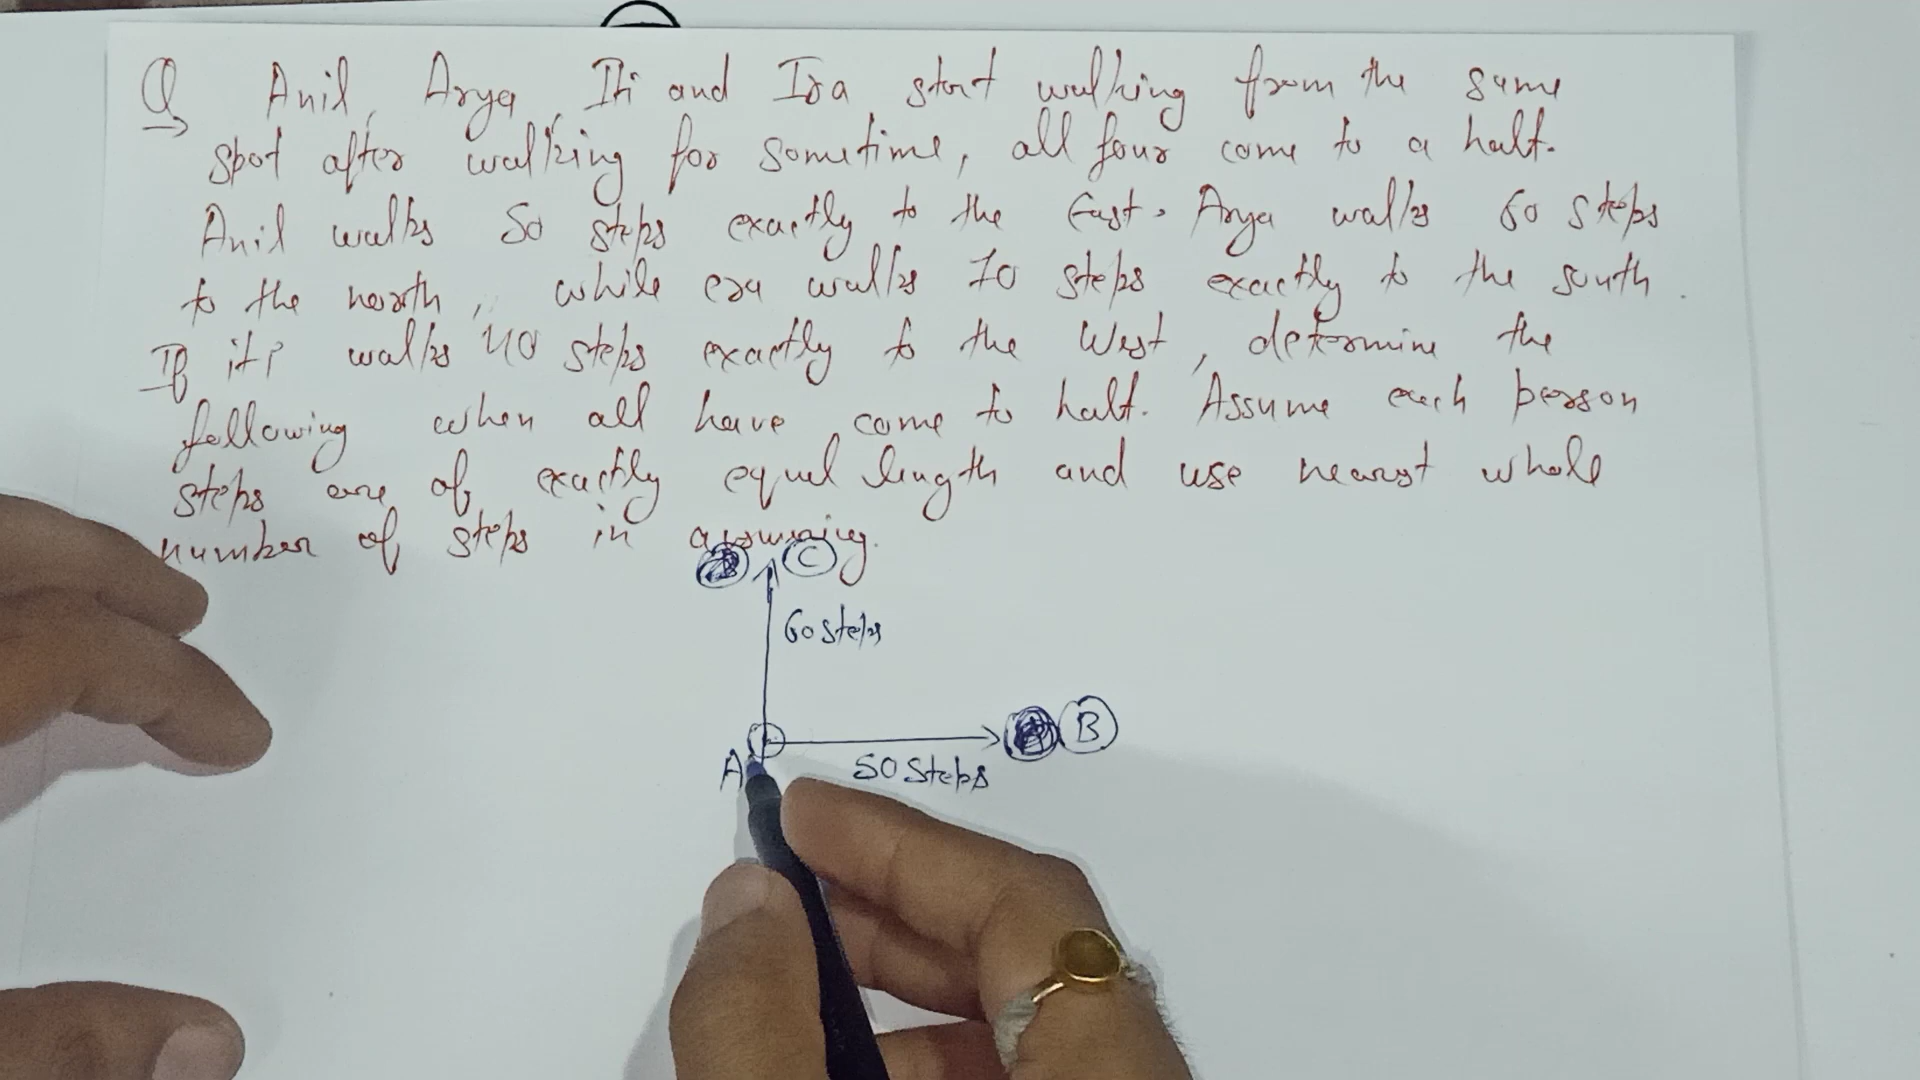 Q Anil, Arya, Iti and Ira start walking from the same
spot after walking for sometime, all four come to a halt.
Anil walks 50 steps exactly to the East. Arya walks 60 steps
to the north, while era walks 70 steps exactly to the south.
If iti walks 40 steps exactly to the West, determine the
following when all have come to halt. Assume each person
steps are of exactly equal length and use nearest whole
number of steps in answering.
C
60 steps
B
A
50 steps